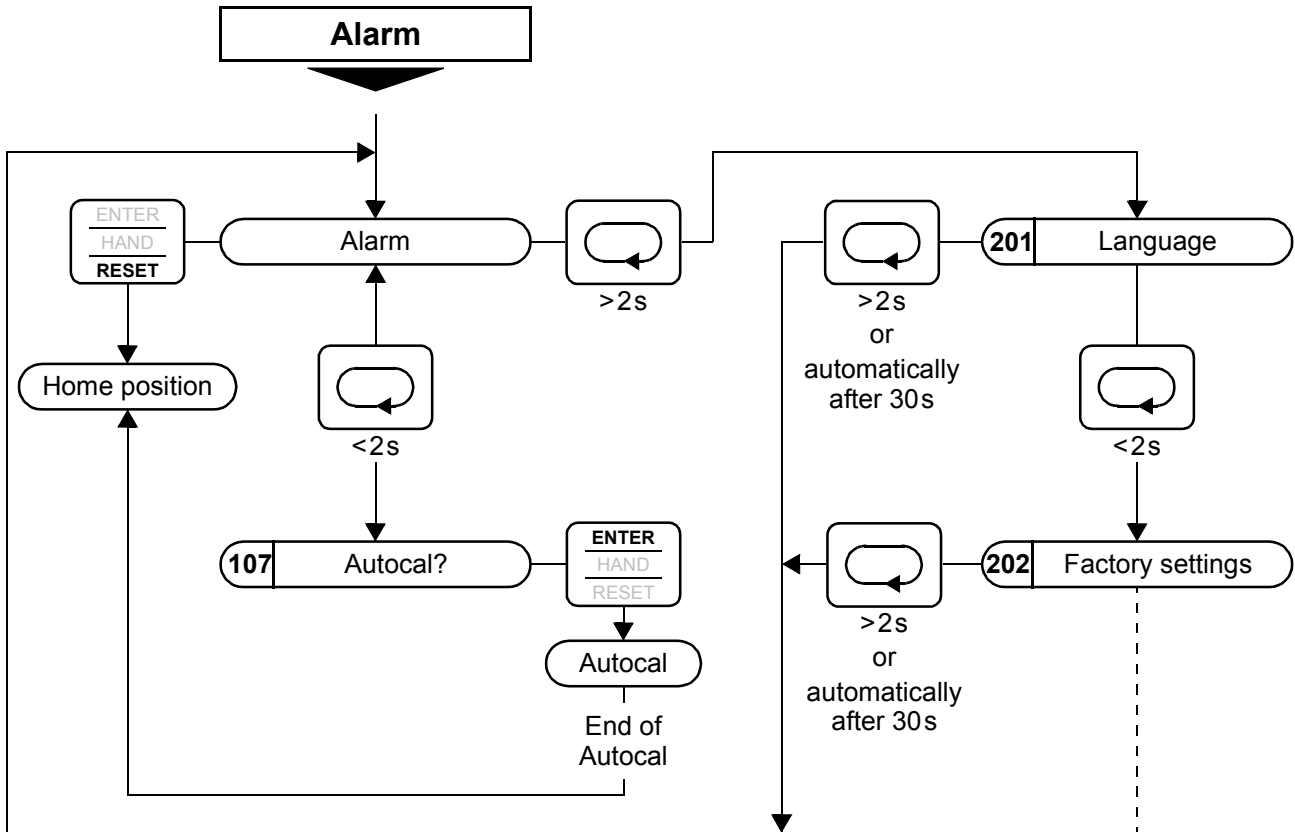 Alarm
ENTER
HAND
RESET
Alarm
>2s
>2s
or
automatically
after 30s
201 Language
Home position
<2s
<2s
107 Autocal?
ENTER
HAND
RESET
>2s
or
automatically
after 30s
202 Factory settings
Autocal
End of
Autocal